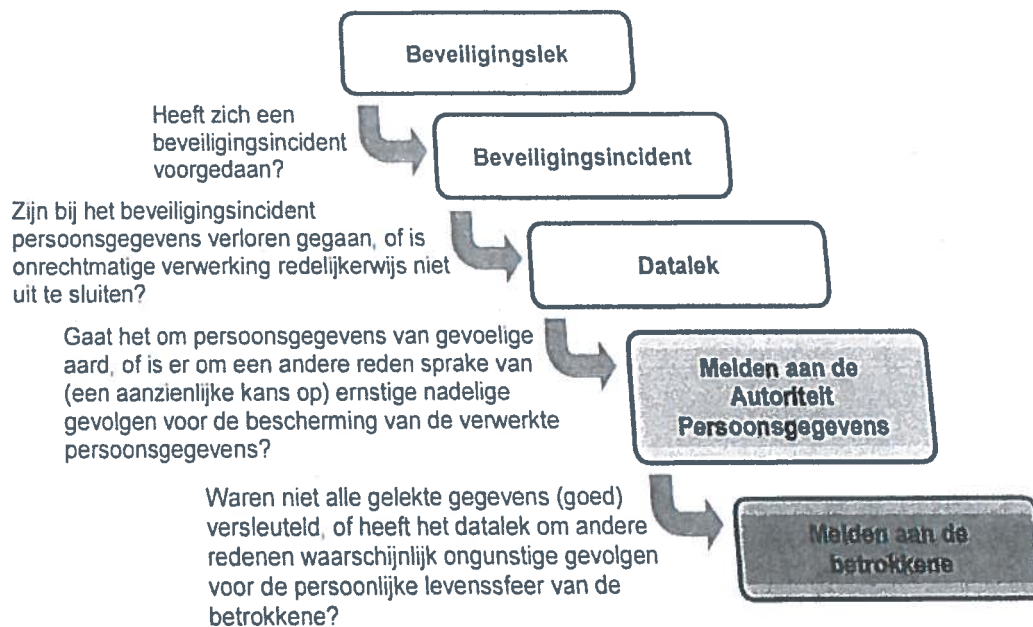 Beveiligingslek
Heeft zich een
beveiligingsincident
voorgedaan?
Beveiligingsincident
Zijn bij het beveiligingsincident
persoonsgegevens verloren gegaan, of is
onrechtmatige verwerking redelijkerwijs niet
uit te sluiten?
Datalek
Gaat het om persoonsgegevens van gevoelige
aard, of is er om een andere reden sprake van
(een aanzienlijke kans op) ernstige nadelige
gevolgen voor de bescherming van de verwerkte
persoonsgegevens?
Melden aan de
Autoriteit
Persoonsgegevens
Waren niet alle gelekte gegevens (goed)
versleuteld, of heeft het datalek om andere
redenen waarschijnlijk ongunstige gevolgen
voor de persoonlijke levenssfeer van de
betrokkene?
Melden aan de
betrokkene